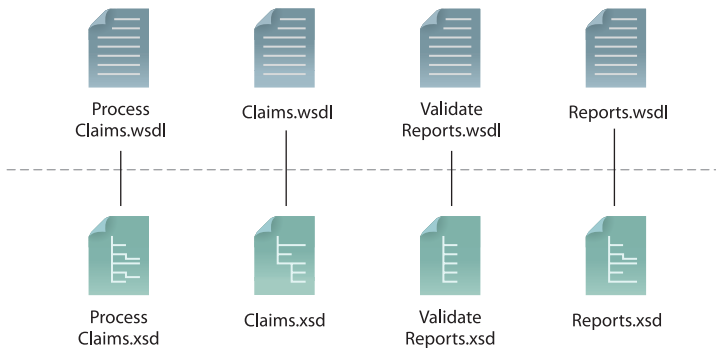 Process
Claims.wsdl
Claims.wsdl
Validate
Reports.wsdl
Reports.wsdl
Process
Claims.xsd
Claims.xsd
Validate
Reports.xsd
Reports.xsd